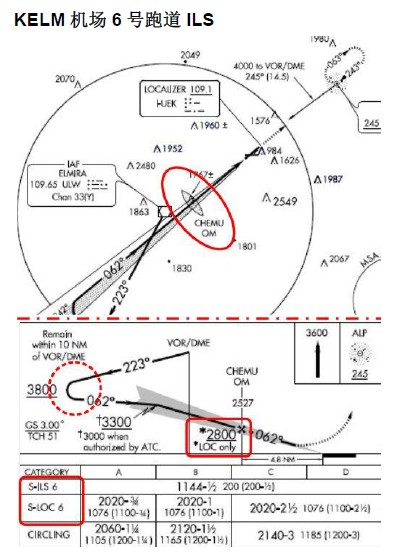 KELM 机场 6 号跑道 ILS
2049
1980
4000 to VOR/DME
245° (14.5)
063°
243°
2070
LOCALIZER 109.1
I-UEK
1576
1960 ±
245
984
1952
1626
IAF
ELMIRA
109.65 ULW
Chan 33(Y)
2480
1767±
1987
2549
1863
CHEMU
OM
1801
1830
2067
MSA
062°
223°
Remain
within 10 NM
of VOR/DME
VOR/DME
3600
ALP
245
223°
CHEMU
OM
2527
3800
062°
GS 3.00°
TCH 51
†3300
†3000 when
authorized by ATC.
*2800
*LOC only
062°
4.8 NM
CATEGORY A B C D
S-ILS 6 1144-½ 200 (200-½)
S-LOC 6 2020-¾ 1076 (1100-¾) 2020-1 1076 (1100-1) 2020-2½ 1076 (1100-2½)
CIRCLING 2060-1¼ 1105 (1200-1¼) 2120-1½ 1165 (1200-1½) 2140-3 1185 (1200-3)